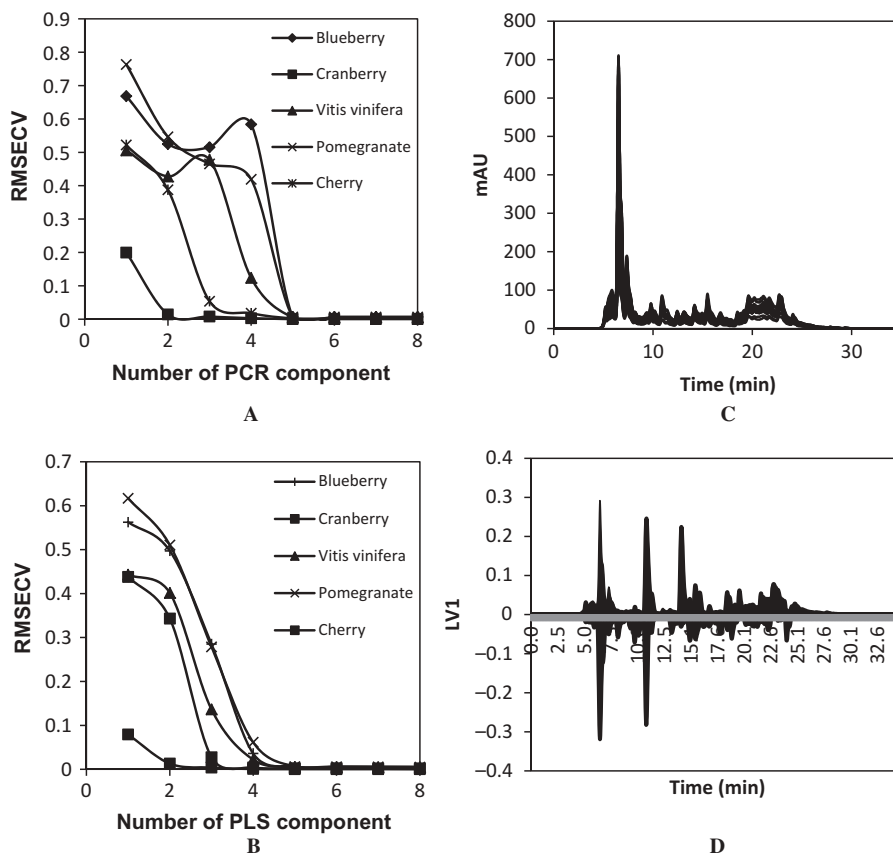 0.9
0.8
0.7
0.6
0.5
0.4
0.3
0.2
0.1
0
RMSECV
Blueberry
Cranberry
Vitis vinifera
Pomegranate
Cherry
0 2 4 6 8
Number of PCR component
A
800
700
600
500
400
300
200
100
0
mAU
0 10 20 30
Time (min)
C
0.7
0.6
0.5
0.4
0.3
0.2
0.1
0
RMSECV
Blueberry
Cranberry
Vitis vinifera
Pomegranate
Cherry
0 2 4 6 8
Number of PLS component
B
0.4
0.3
0.2
0.1
0
–0.1
–0.2
–0.3
–0.4
LV1
0.0 2.5 5.0 12.5 20.1 22.6 25.1 27.6 30.1 32.6
Time (min)
D